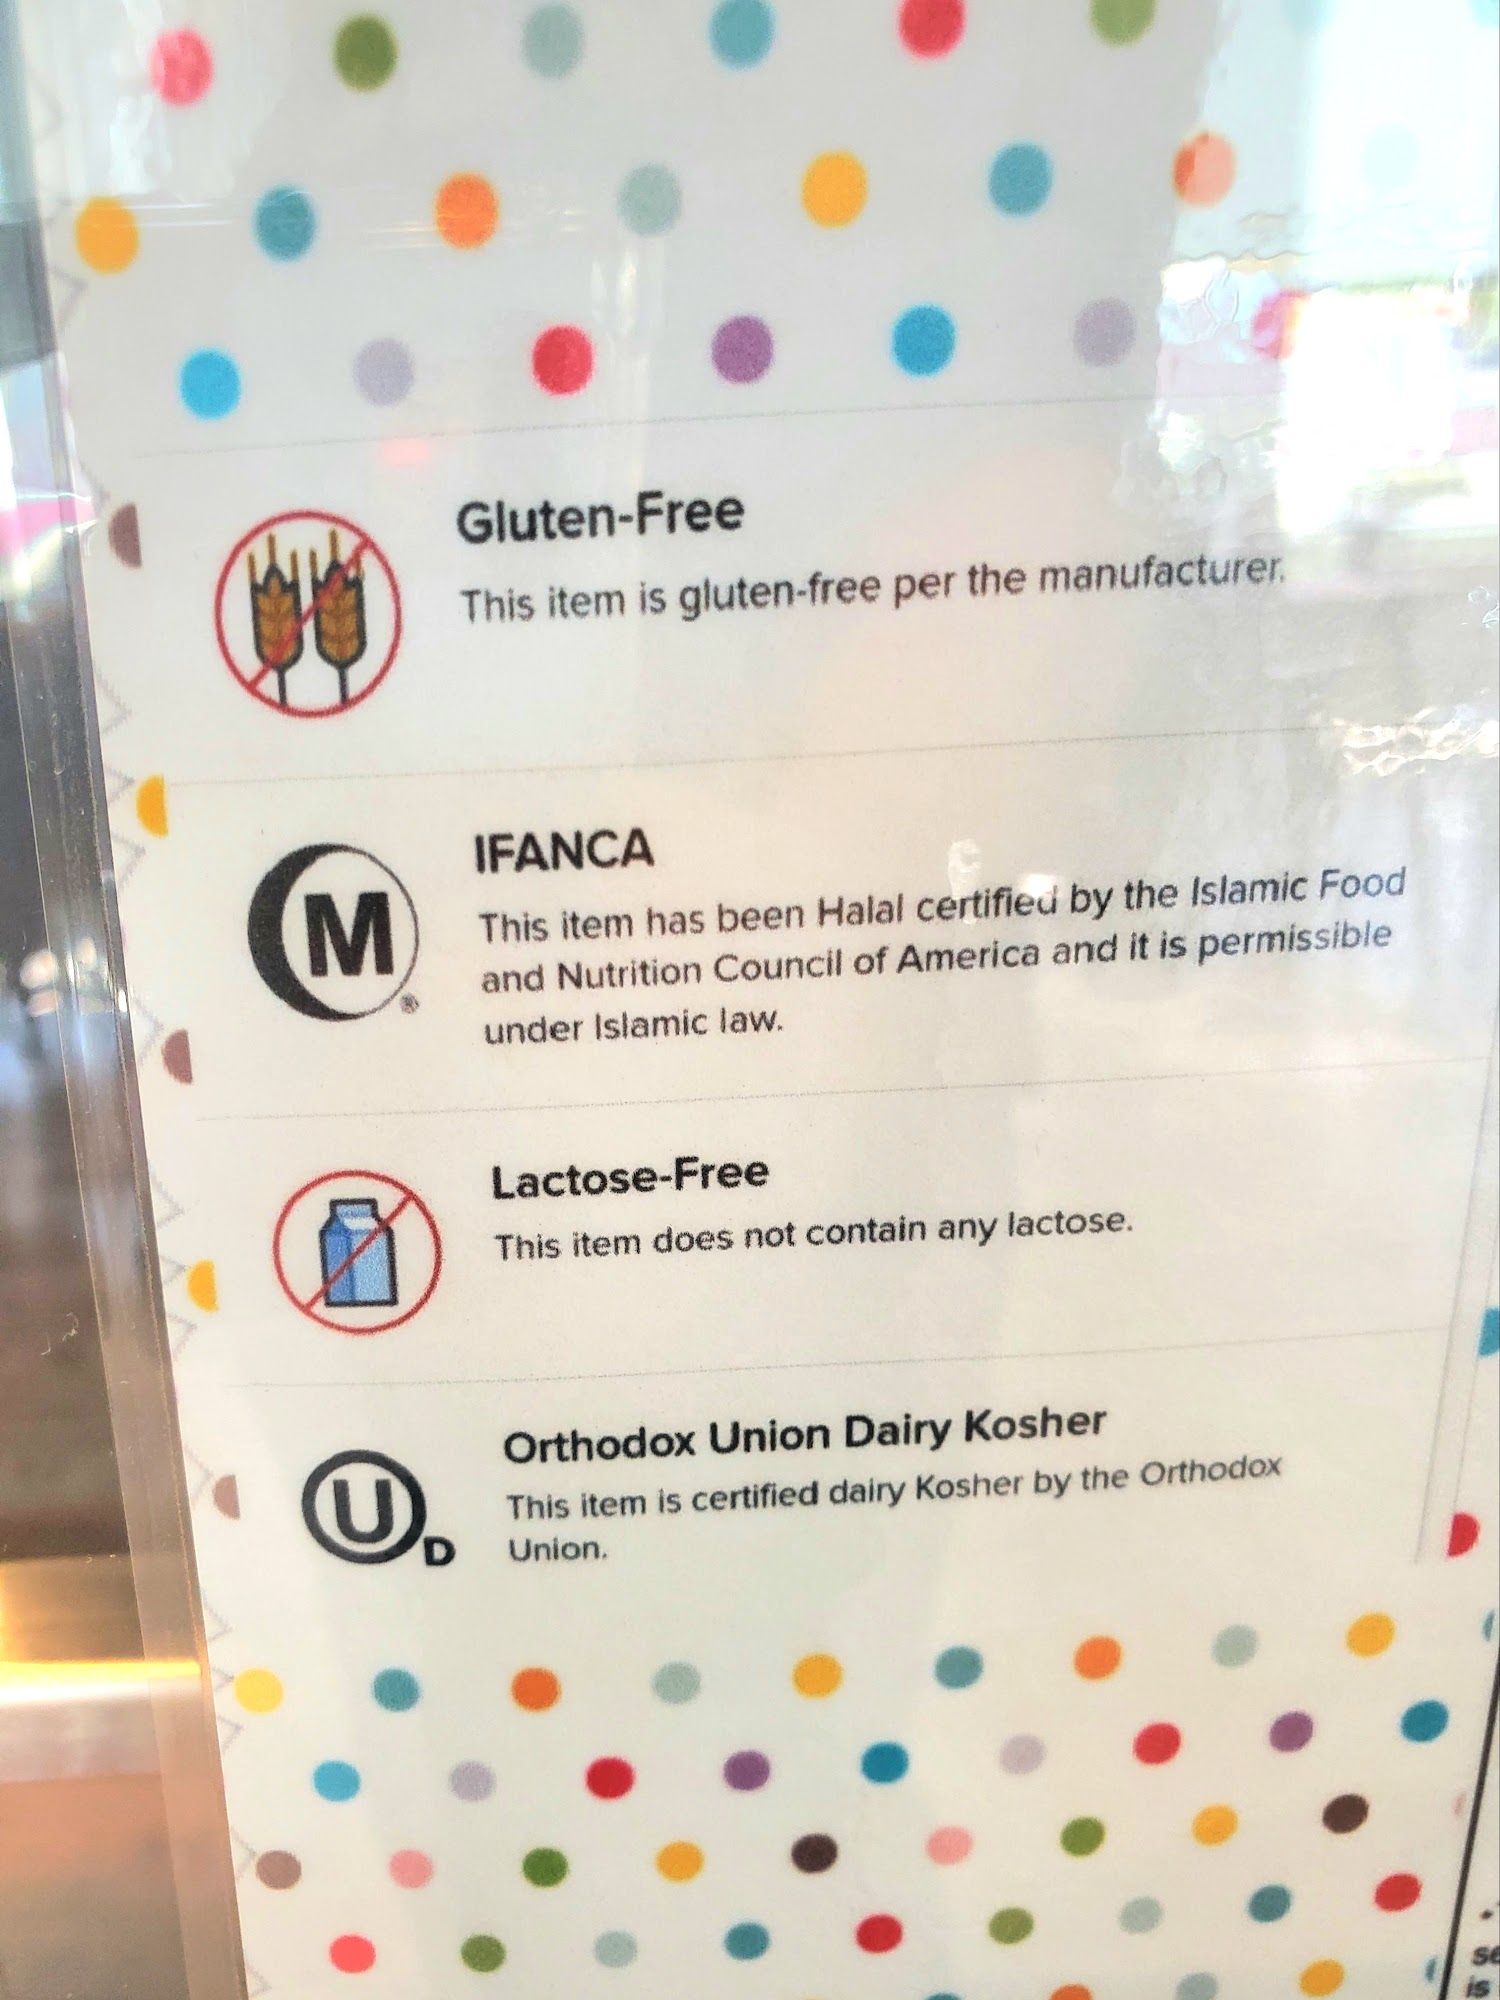 Gluten-Free
This item is gluten-free per the manufacturer.
M
®
IFANCA
This item has been Halal certified by the Islamic Food
and Nutrition Council of America and it is permissible
under Islamic law.
Lactose-Free
This item does not contain any lactose.
U
D
Orthodox Union Dairy Kosher
This item is certified dairy Kosher by the Orthodox
Union.
is